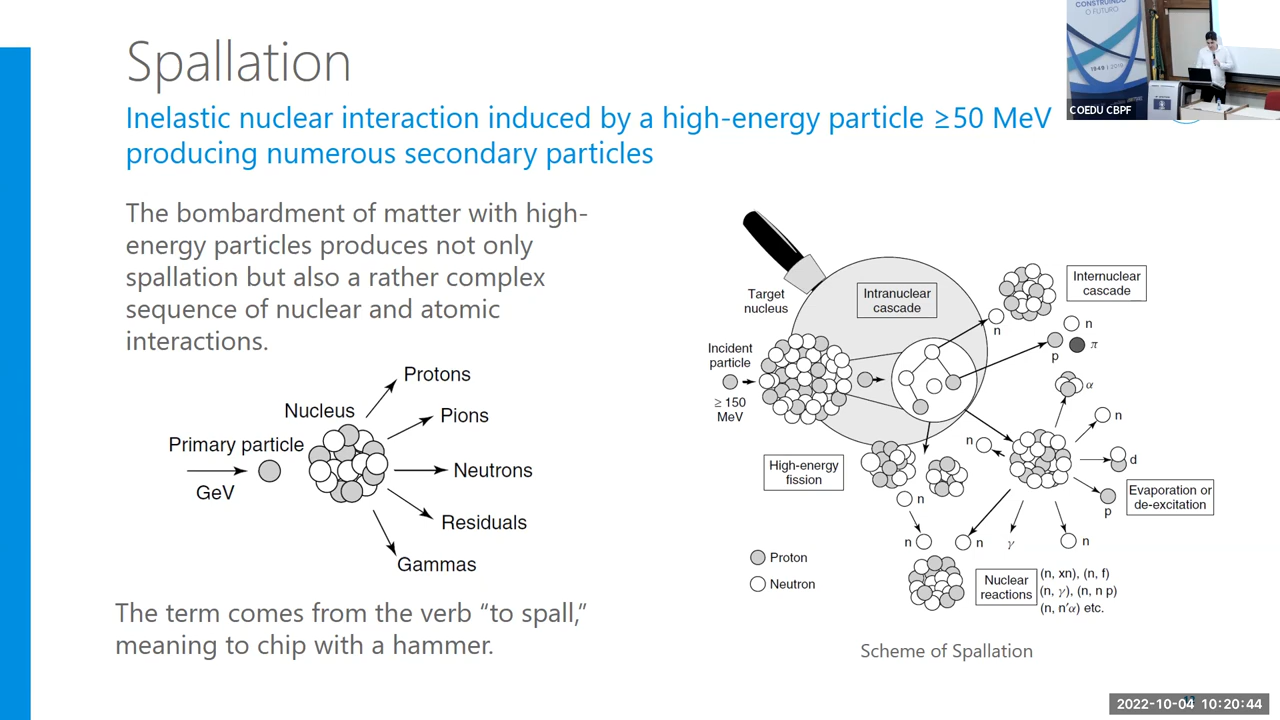 Spallation
Inelastic nuclear interaction induced by a high-energy particle ≥50 MeV
producing numerous secondary particles
The bombardment of matter with high-
energy particles produces not only
spallation but also a rather complex
sequence of nuclear and atomic
interactions.
Protons
Nucleus
Pions
Primary particle
Neutrons
GeV
Residuals
Gammas
The term comes from the verb “to spall,”
meaning to chip with a hammer.
Target
nucleus
Intranuclear
cascade
Internuclear
cascade
n
n
p
π
Incident
particle
≥ 150
MeV
α
n
n
d
High-energy
fission
Evaporation or
de-excitation
p
n
n
n
γ
n
Proton
Neutron
Nuclear
reactions
(n, xn), (n, f)
(n, γ), (n, n p)
(n, n′α) etc.
Scheme of Spallation
CONSTRUINDO
O FUTURO
1949 | 2019
COEDU CBPF
2022-10-04 10:20:44